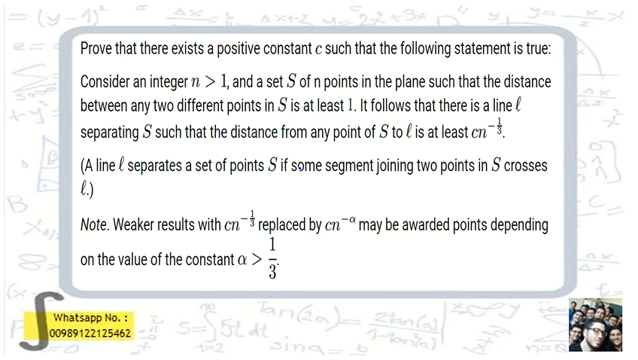 Prove that there exists a positive constant c such that the following statement is true:
Consider an integer n > 1, and a set S of n points in the plane such that the distance
between any two different points in S is at least 1. It follows that there is a line ℓ
separating S such that the distance from any point of S to ℓ is at least cn^{-1/3}.
(A line ℓ separates a set of points S if some segment joining two points in S crosses
ℓ.)
Note. Weaker results with cn^{-1/3} replaced by cn^{-α} may be awarded points depending
on the value of the constant α > 1/3.
Whatsapp No. :
00989122125462